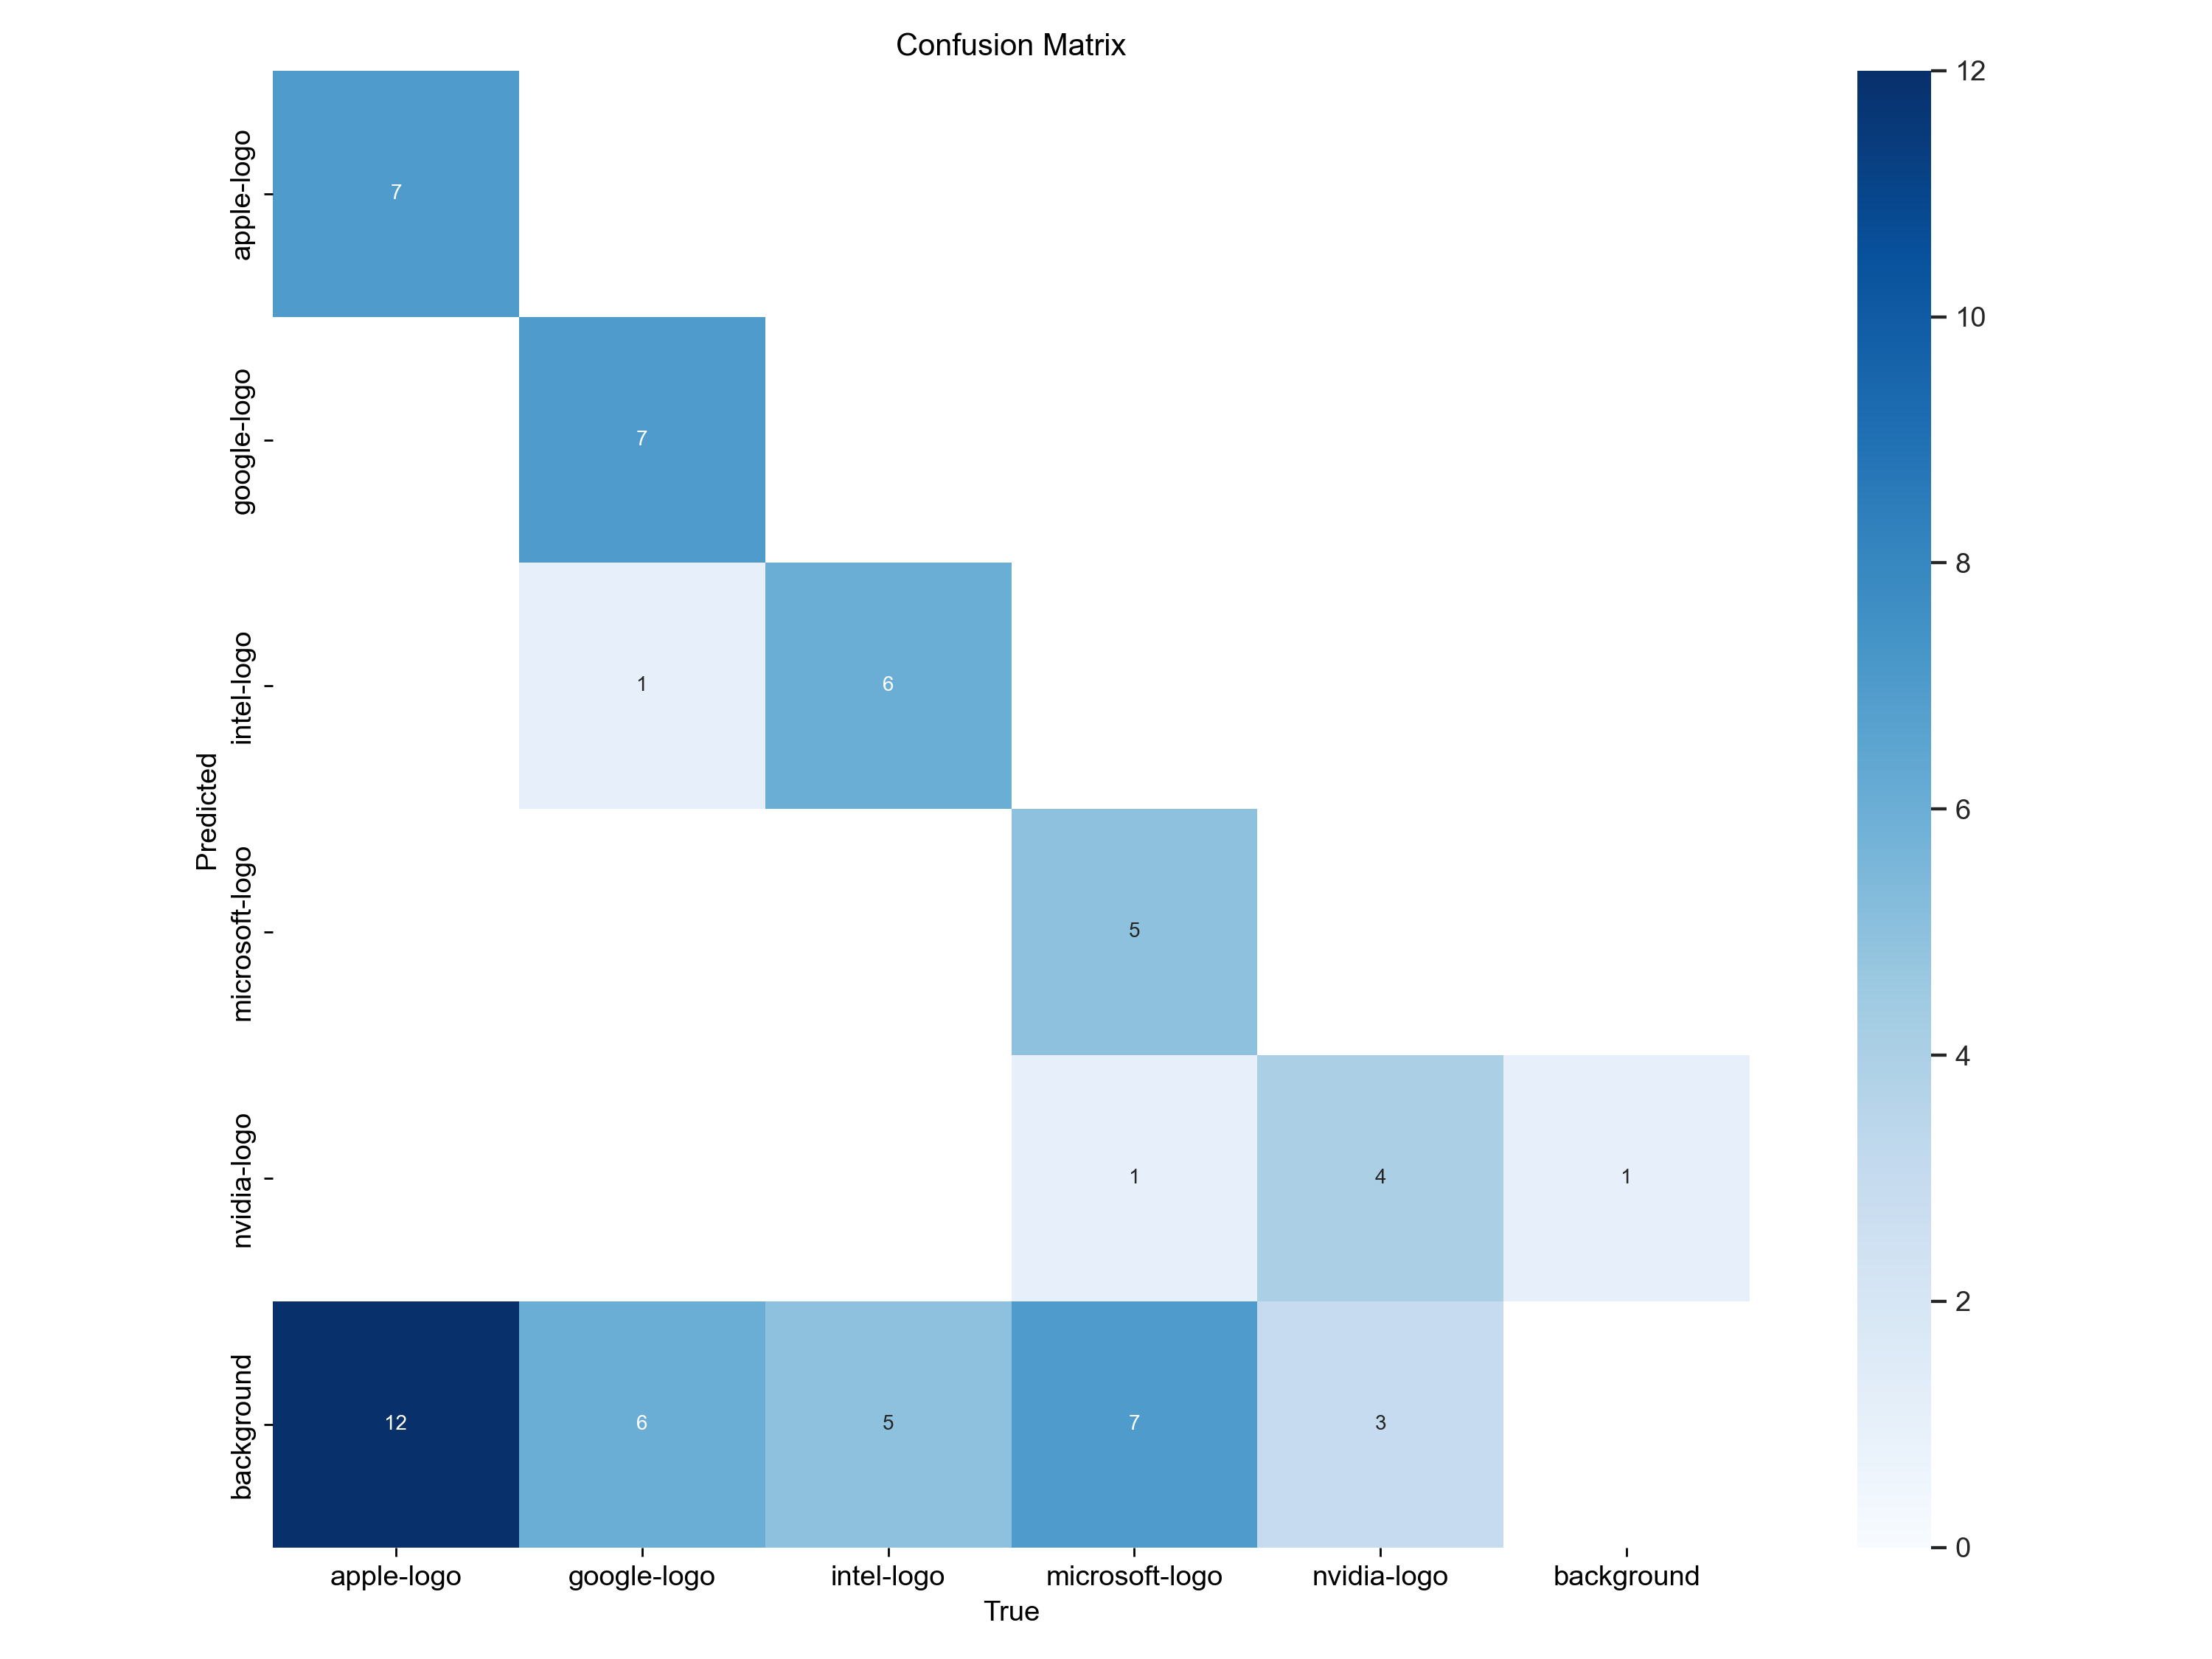 Confusion Matrix
12
apple-logo
7
10
google-logo
7
8
intel-logo
1 6
6
Predicted
microsoft-logo
5
4
nvidia-logo
1 4 1
2
background
12 6 5 7 3
0
apple-logo google-logo intel-logo microsoft-logo nvidia-logo background
True